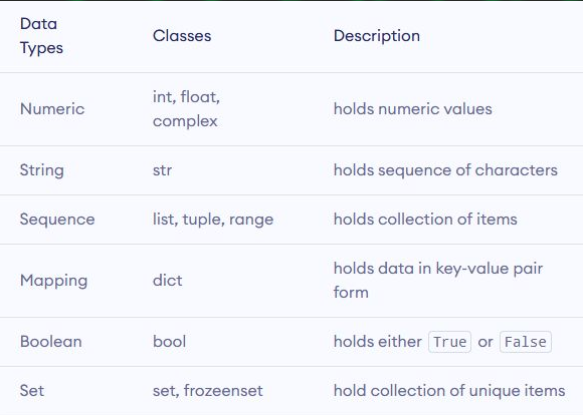 Data Types Classes Description
Numeric int, float, complex holds numeric values
String str holds sequence of characters
Sequence list, tuple, range holds collection of items
Mapping dict holds data in key-value pair form
Boolean bool holds either True or False
Set set, frozeenset hold collection of unique items